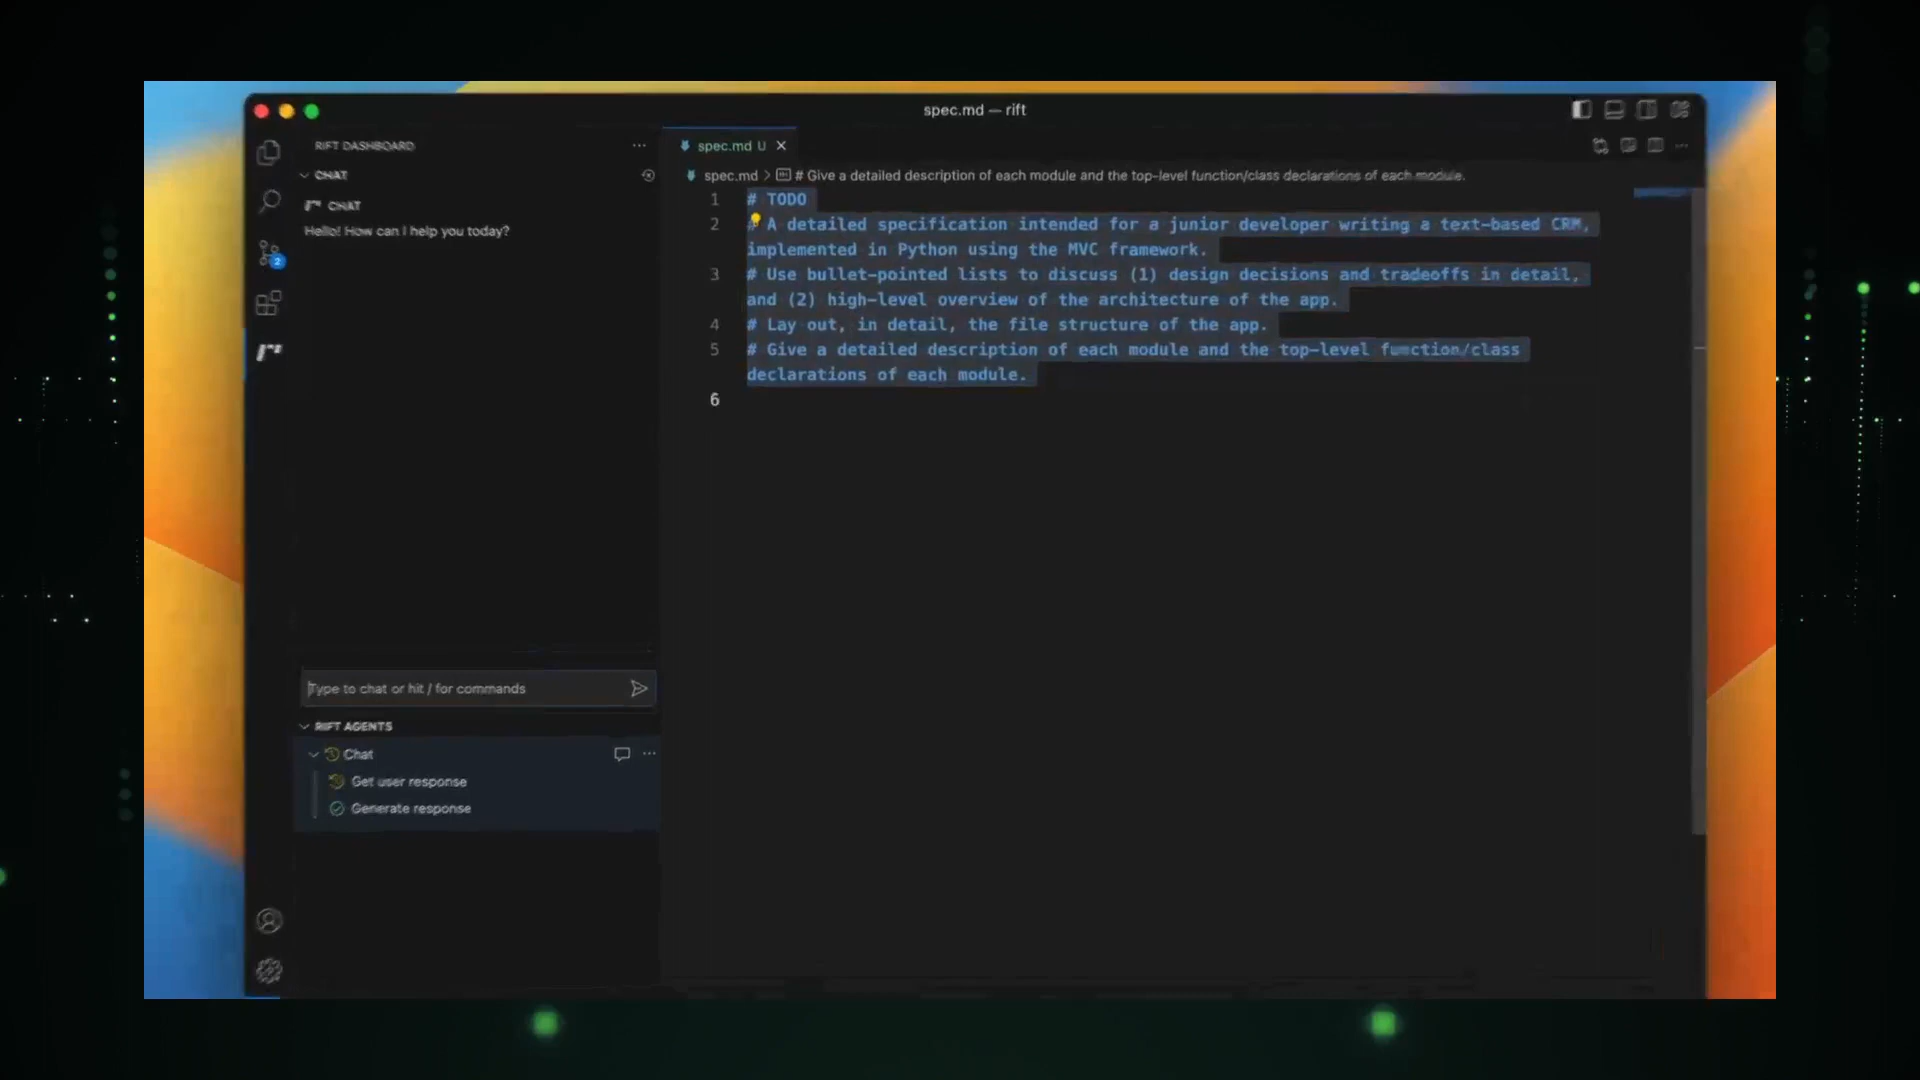 spec.md — rift
RIFT DASHBOARD
CHAT
CHAT
Hello! How can I help you today?
2
Type to chat or hit / for commands
RIFT AGENTS
Chat
Get user response
Generate response
spec.md U
spec.md > # Give a detailed description of each module and the top-level function/class declarations of each module.
1 # TODO
2 # A detailed specification intended for a junior developer writing a text-based CRM,
implemented in Python using the MVC framework.
3 # Use bullet-pointed lists to discuss (1) design decisions and tradeoffs in detail,
and (2) high-level overview of the architecture of the app.
4 # Lay out, in detail, the file structure of the app.
5 # Give a detailed description of each module and the top-level function/class
declarations of each module.
6